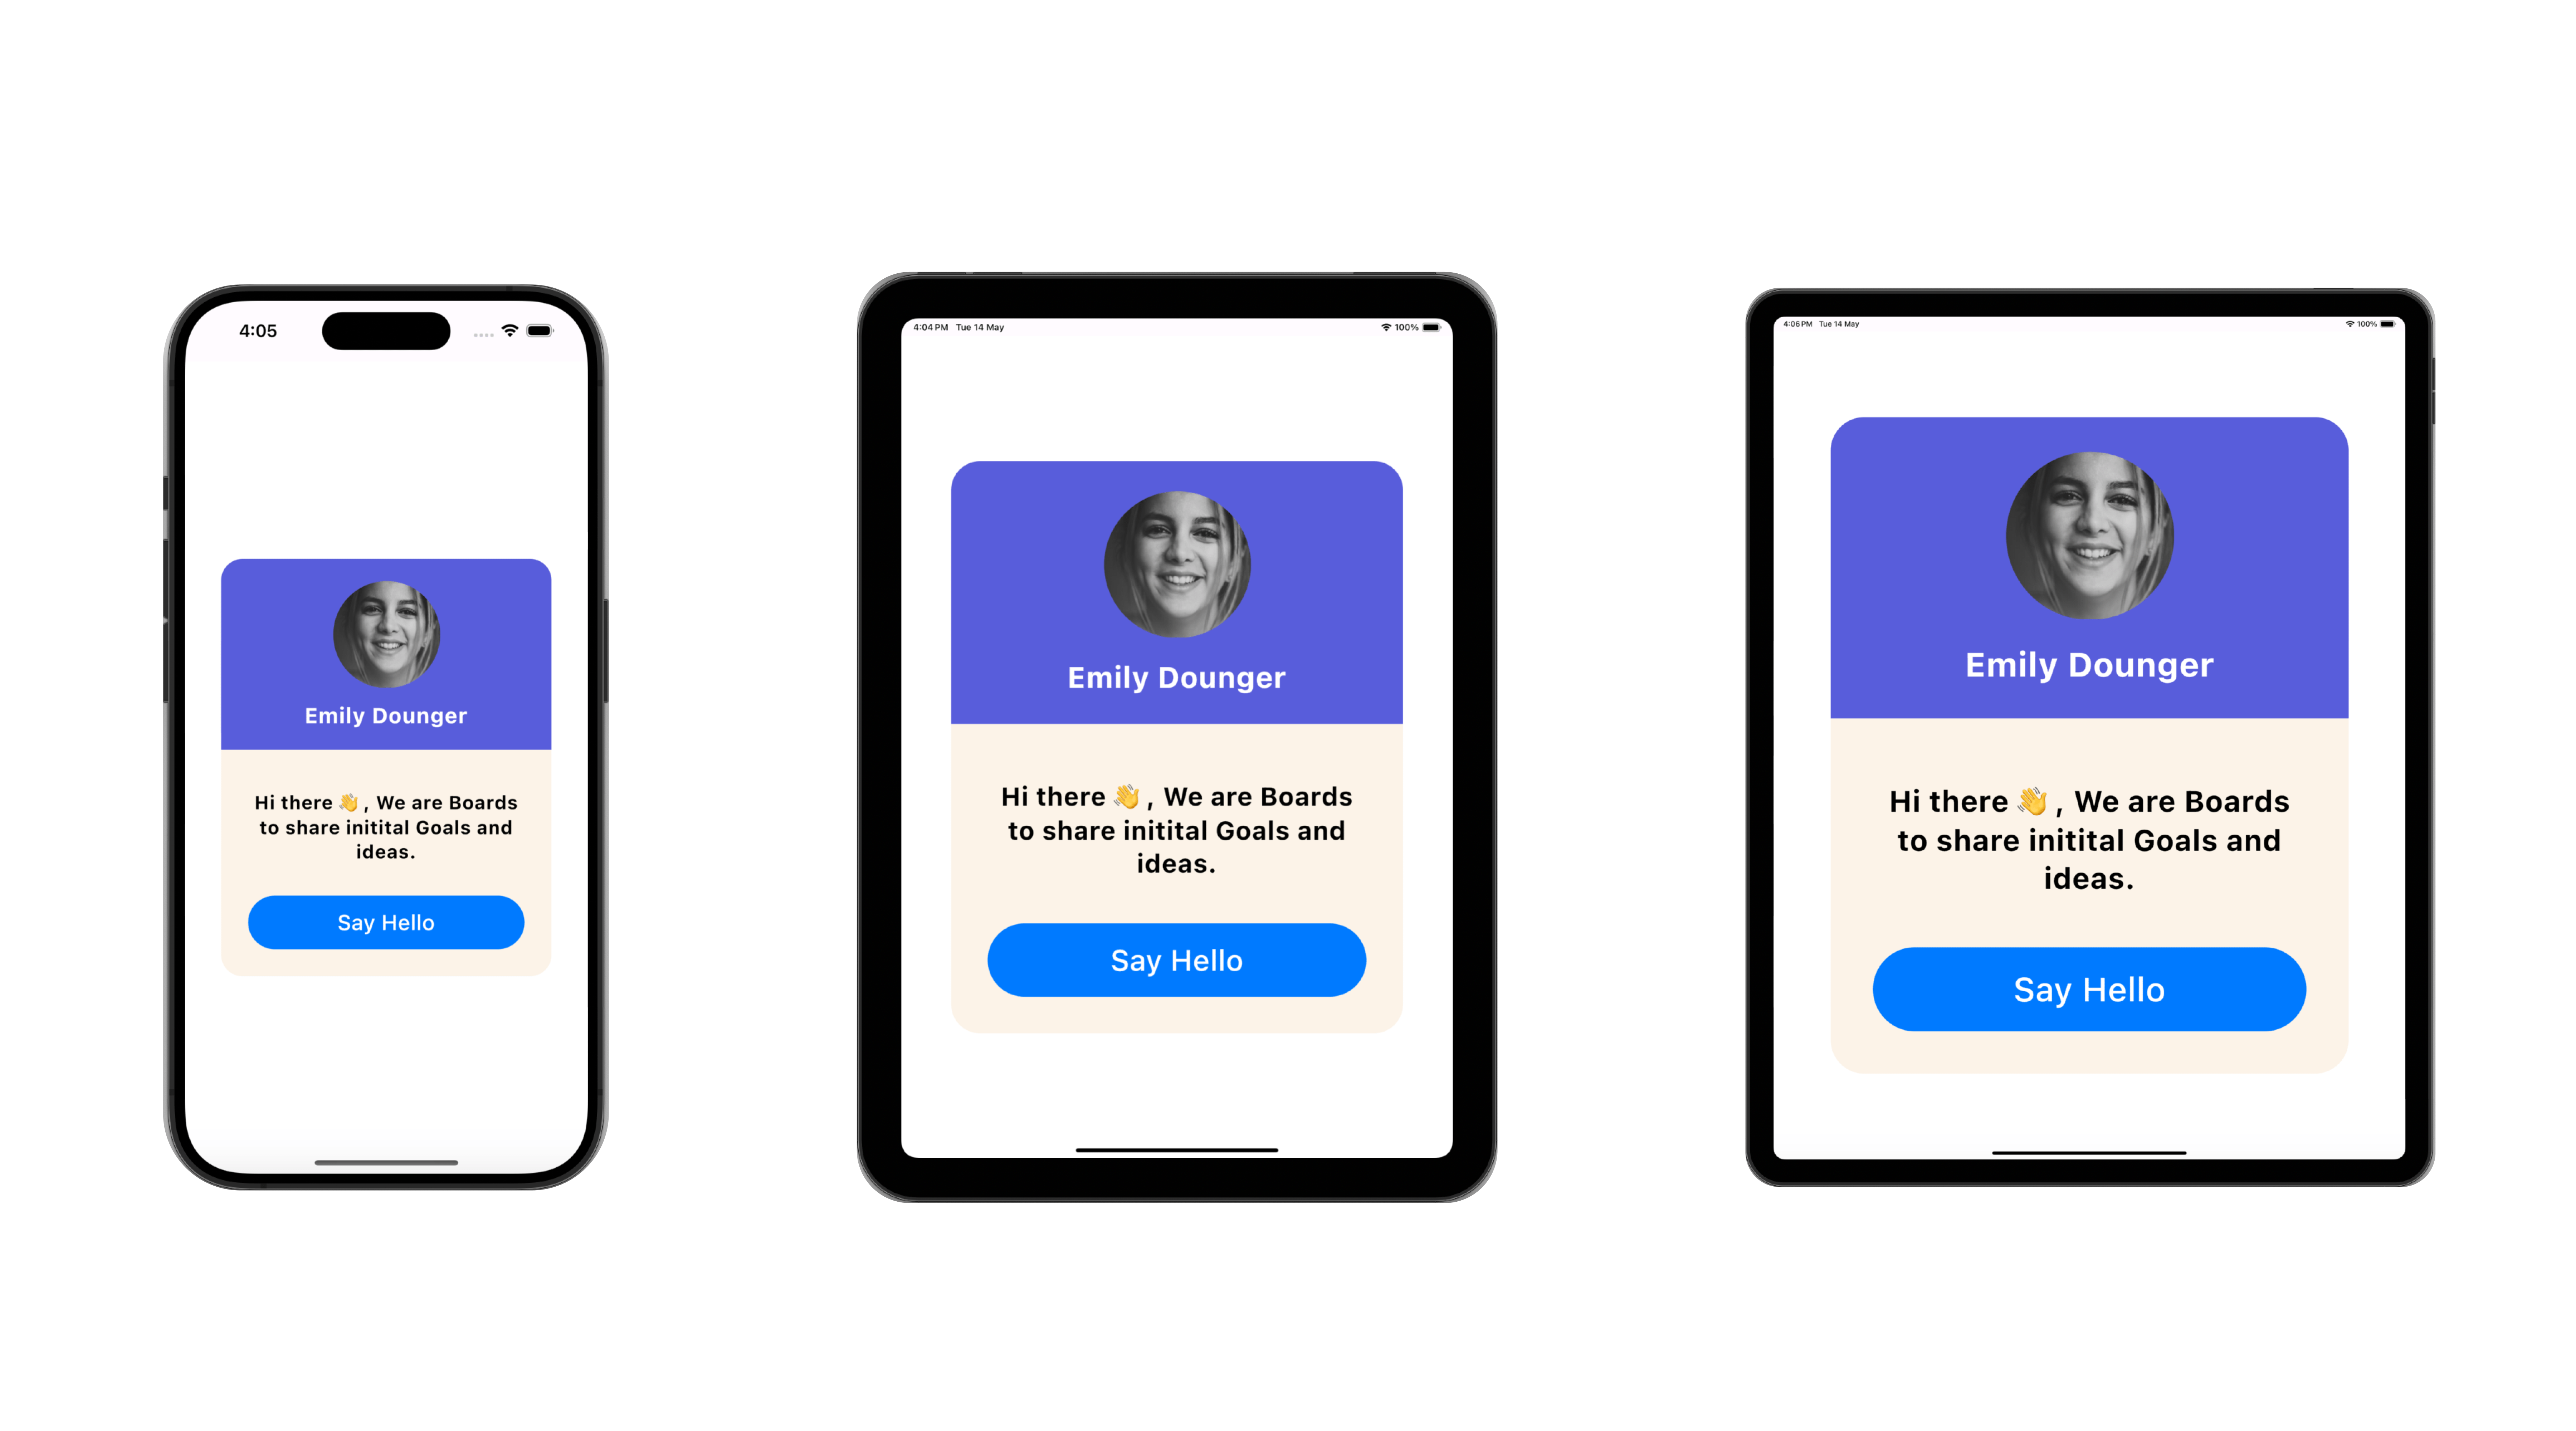 4:05
Emily Dounger
Hi there 👋 , We are Boards
to share initital Goals and
ideas.
Say Hello
4:04 PM Tue 14 May
100%
Emily Dounger
Hi there 👋 , We are Boards
to share initital Goals and
ideas.
Say Hello
4:06 PM Tue 14 May
100%
Emily Dounger
Hi there 👋 , We are Boards
to share initital Goals and
ideas.
Say Hello